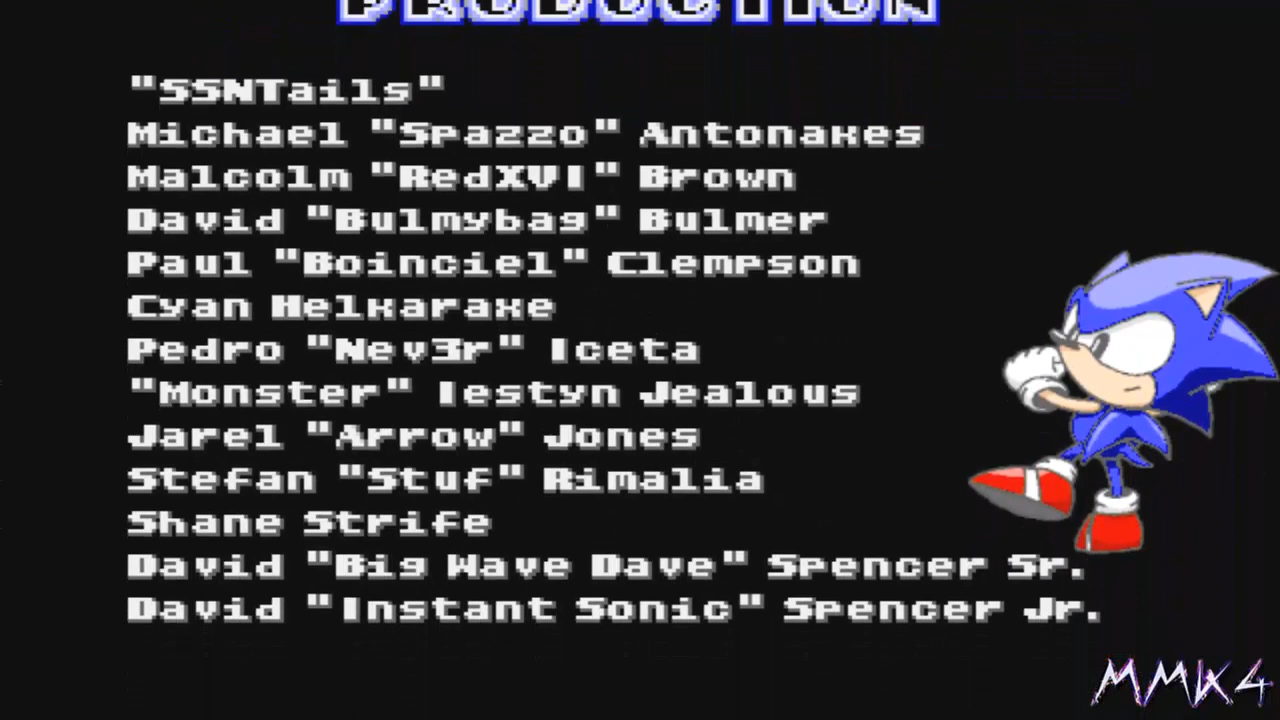 PRODUCTION
"SSNTails"
Michael "Spazzo" Antonakes
Malcolm "RedXVI" Brown
David "Bulmybag" Bulmer
Paul "Boinciel" Clempson
Cyan Helkaraxe
Pedro "Nev3r" Iceta
"Monster" Iestyn Jealous
Jarel "Arrow" Jones
Stefan "Stuf" Rimalia
Shane Strife
David "Big Wave Dave" Spencer Sr.
David "Instant Sonic" Spencer Jr.
MMX4